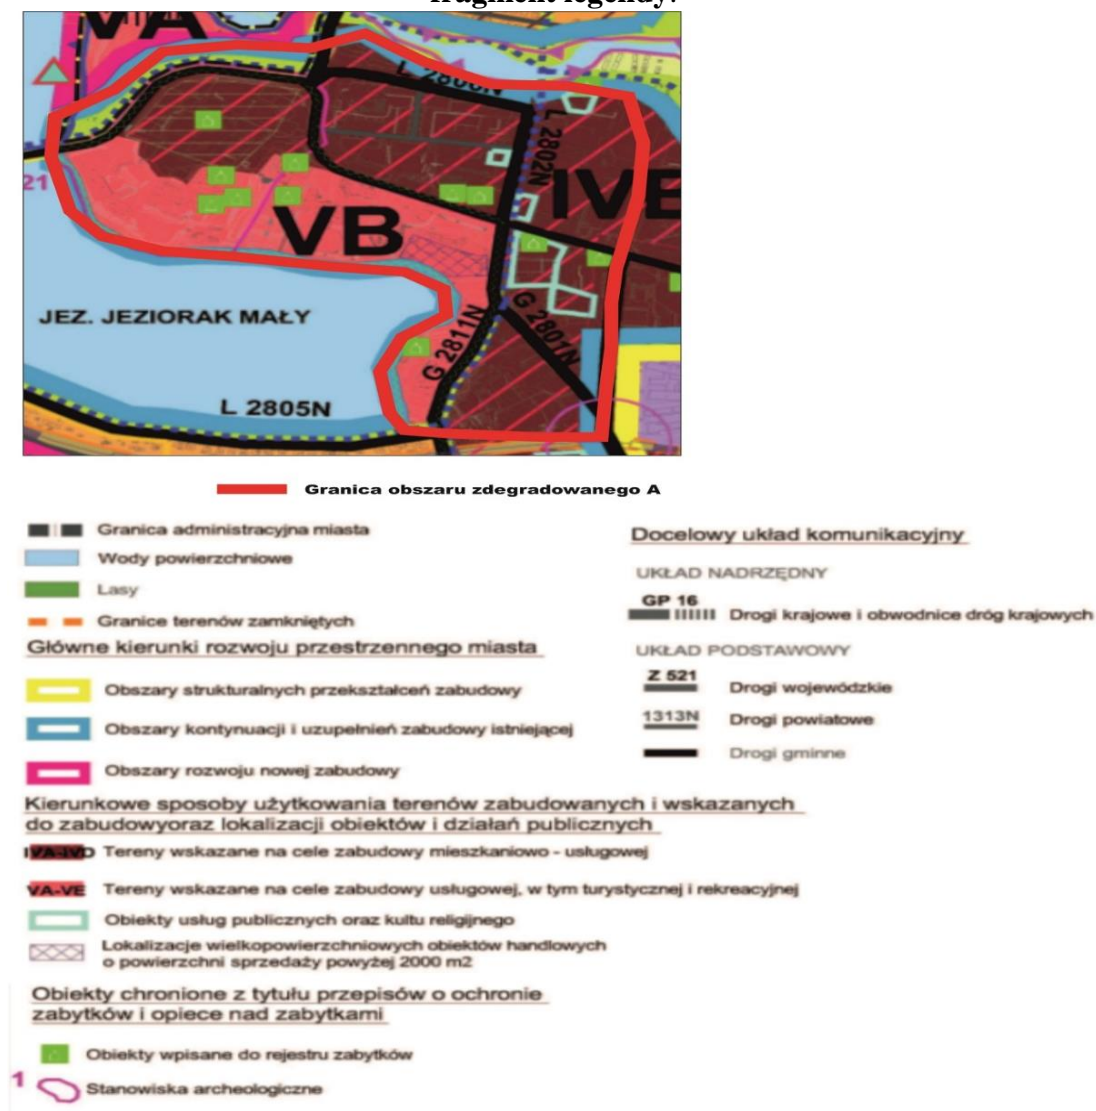 fragment legendy:
VA
L 2806N
L 2802N
IVB
21
VB
JEZ. JEZIORAK MAŁY
G 2811N
G 2801N
L 2805N
Granica obszaru zdegradowanego A
Granica administracyjna miasta
Wody powierzchniowe
Lasy
Granice terenów zamkniętych
Główne kierunki rozwoju przestrzennego miasta
Obszary strukturalnych przekształceń zabudowy
Obszary kontynuacji i uzupełnień zabudowy istniejącej
Obszary rozwoju nowej zabudowy
Docelowy układ komunikacyjny
UKŁAD NADRZĘDNY
GP 16
Drogi krajowe i obwodnice dróg krajowych
UKŁAD PODSTAWOWY
Z 521
Drogi wojewódzkie
1313N
Drogi powiatowe
Drogi gminne
Kierunkowe sposoby użytkowania terenów zabudowanych i wskazanych
do zabudowyoraz lokalizacji obiektów i działań publicznych
IVA-IVD Tereny wskazane na cele zabudowy mieszkaniowo - usługowej
VA-VE Tereny wskazane na cele zabudowy usługowej, w tym turystycznej i rekreacyjnej
Obiekty usług publicznych oraz kultu religijnego
Lokalizacje wielkopowierzchniowych obiektów handlowych
o powierzchni sprzedaży powyżej 2000 m2
Obiekty chronione z tytułu przepisów o ochronie
zabytków i opiece nad zabytkami
Obiekty wpisane do rejestru zabytków
1 Stanowiska archeologiczne